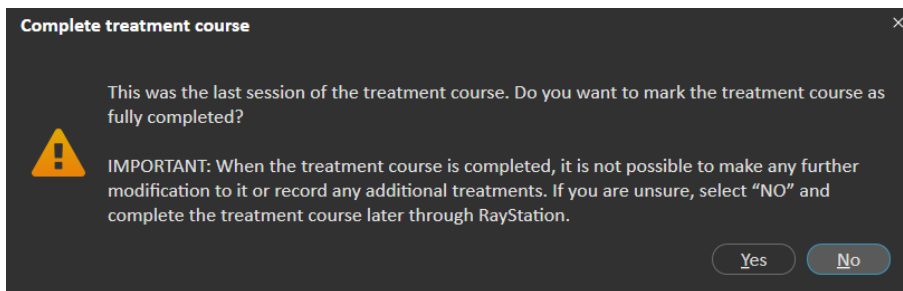 Complete treatment course
This was the last session of the treatment course. Do you want to mark the treatment course as
fully completed?
IMPORTANT: When the treatment course is completed, it is not possible to make any further
modification to it or record any additional treatments. If you are unsure, select “NO” and
complete the treatment course later through RayStation.
Yes No